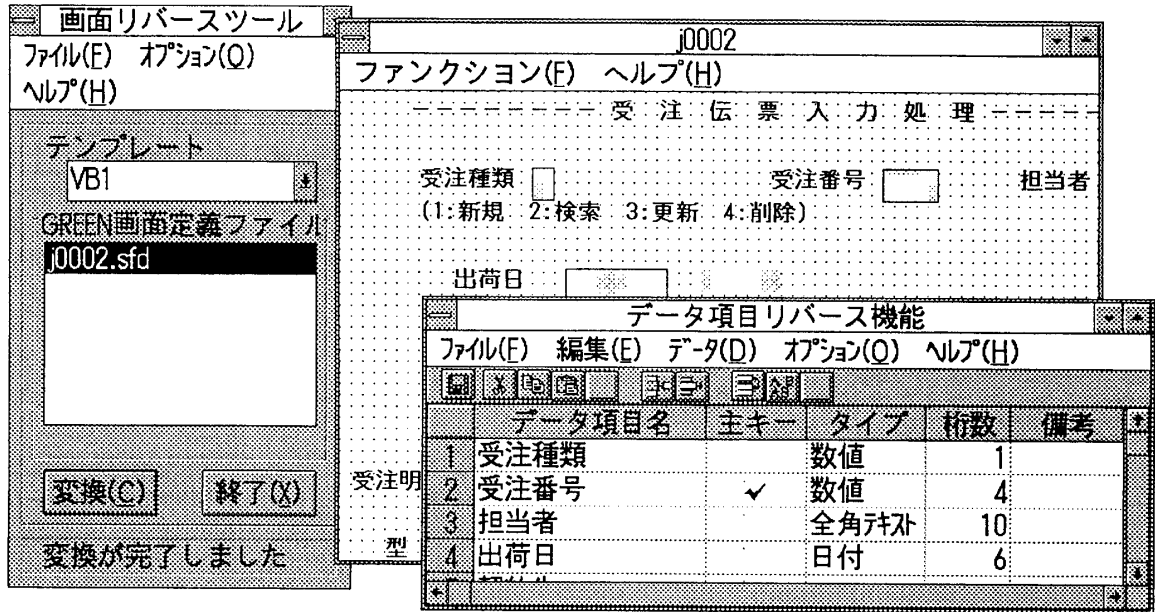 画面リバースツール
ﾌｧｲﾙ(F) ｵﾌﾟｼｮﾝ(O)
ﾍﾙﾌﾟ(H)
テンプレート
VB1
GREEN画面定義ファイル
j0002.sfd
変換(C) 終了(X)
変換が完了しました
j0002
ファンクション(F) ヘルプ(H)
--------- 受 注 伝 票 入 力 処 理 -----
受注種類 受注番号 担当者
(1:新規 2:検索 3:更新 4:削除)
出荷日
受注明
型
データ項目リバース機能
ﾌｧｲﾙ(F) 編集(E) ﾃﾞｰﾀ(D) ｵﾌﾟｼｮﾝ(O) ﾍﾙﾌﾟ(H)
データ項目名 主キー タイプ 桁数 備考
1 受注種類 数値 1
2 受注番号 ✓ 数値 4
3 担当者 全角ﾃｷｽﾄ 10
4 出荷日 日付 6